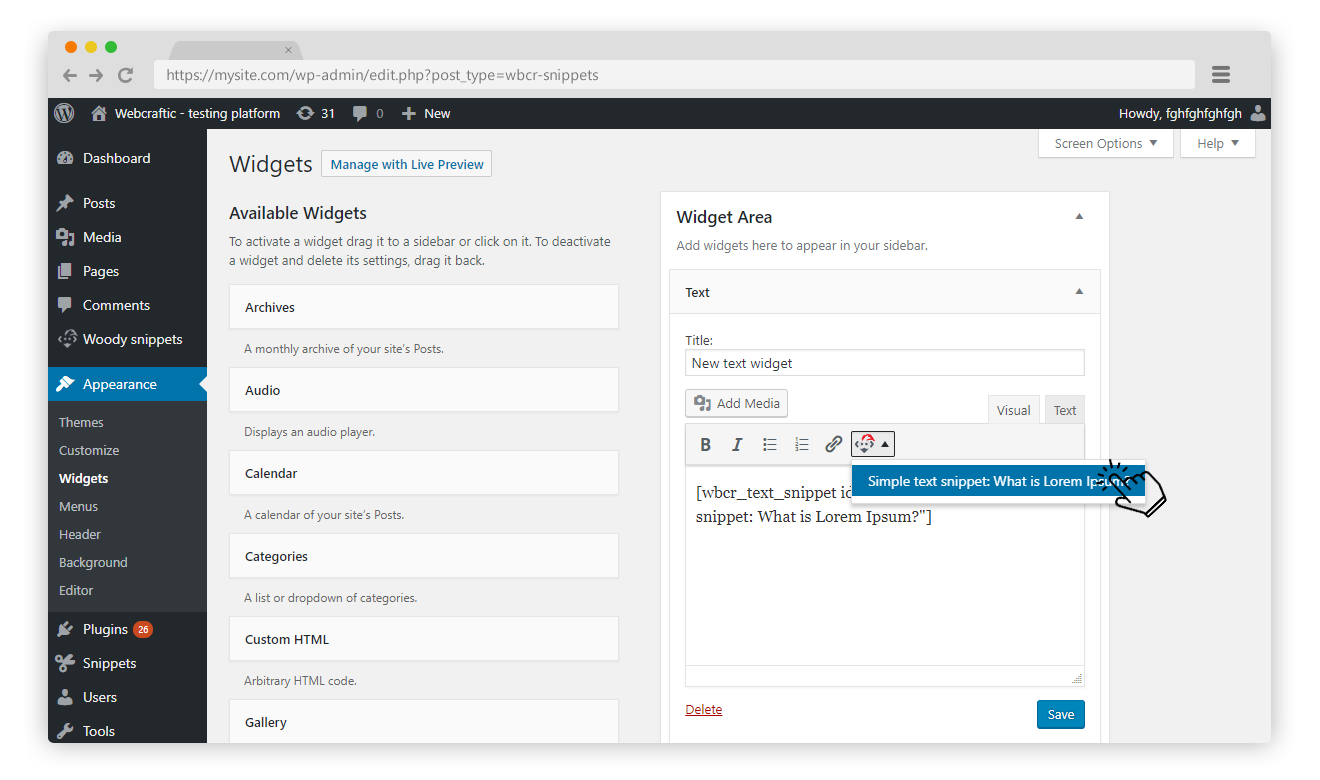 ×
https://mysite.com/wp-admin/edit.php?post_type=wbcr-snippets
Webcraftic - testing platform 31 0 New
Howdy, fghfghfghfgh
Screen Options ▼
Help ▼
Dashboard
Posts
Media
Pages
Comments
Woody snippets
Appearance
Themes
Customize
Widgets
Menus
Header
Background
Editor
Plugins 26
Snippets
Users
Tools
Widgets
Manage with Live Preview
Available Widgets
To activate a widget drag it to a sidebar or click on it. To deactivate
a widget and delete its settings, drag it back.
Archives
A monthly archive of your site's Posts.
Audio
Displays an audio player.
Calendar
A calendar of your site's Posts.
Categories
A list or dropdown of categories.
Custom HTML
Arbitrary HTML code.
Gallery
Widget Area
Add widgets here to appear in your sidebar.
Text
Title:
New text widget
Add Media
Visual
Text
B I
Simple text snippet: What is Lorem Ipsum?
[wbcr_text_snippet id
snippet: What is Lorem Ipsum?"]
Delete
Save